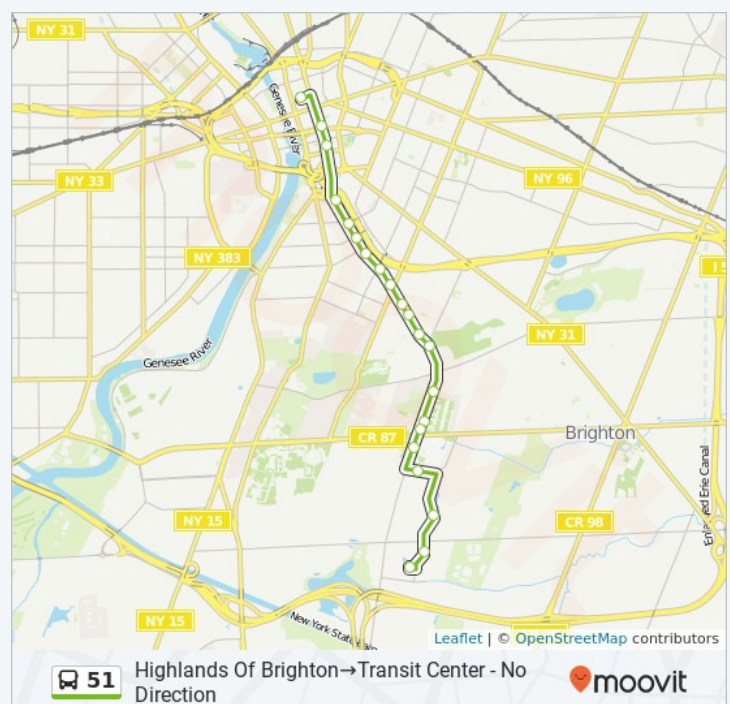 NY 31
Genesee River
NY 33
NY 96
NY 383
I 5
NY 31
Genesee River
CR 87
Brighton
NY 15
CR 98
Canal
NY 15
New York State
Leaflet | © OpenStreetMap contributors
51
Highlands Of Brighton→Transit Center - No
Direction
moovit